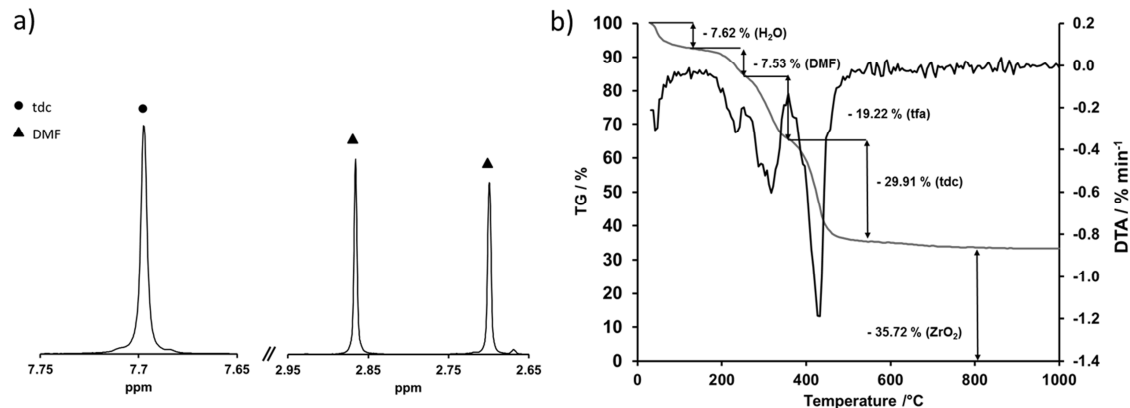 a)
● tdc
▲ DMF
7.75 7.7 7.65
ppm
//
2.95 2.85 2.75 2.65
ppm
b)
100
90
80
70
60
50
40
30
20
10
0
TG / %
- 7.62 % (H₂O)
- 7.53 % (DMF)
- 19.22 % (tfa)
- 29.91 % (tdc)
- 35.72 % (ZrO₂)
0.2
0.0
-0.2
-0.4
-0.6
-0.8
-1.0
-1.2
-1.4
DTA / % min⁻¹
0 200 400 600 800 1000
Temperature /°C